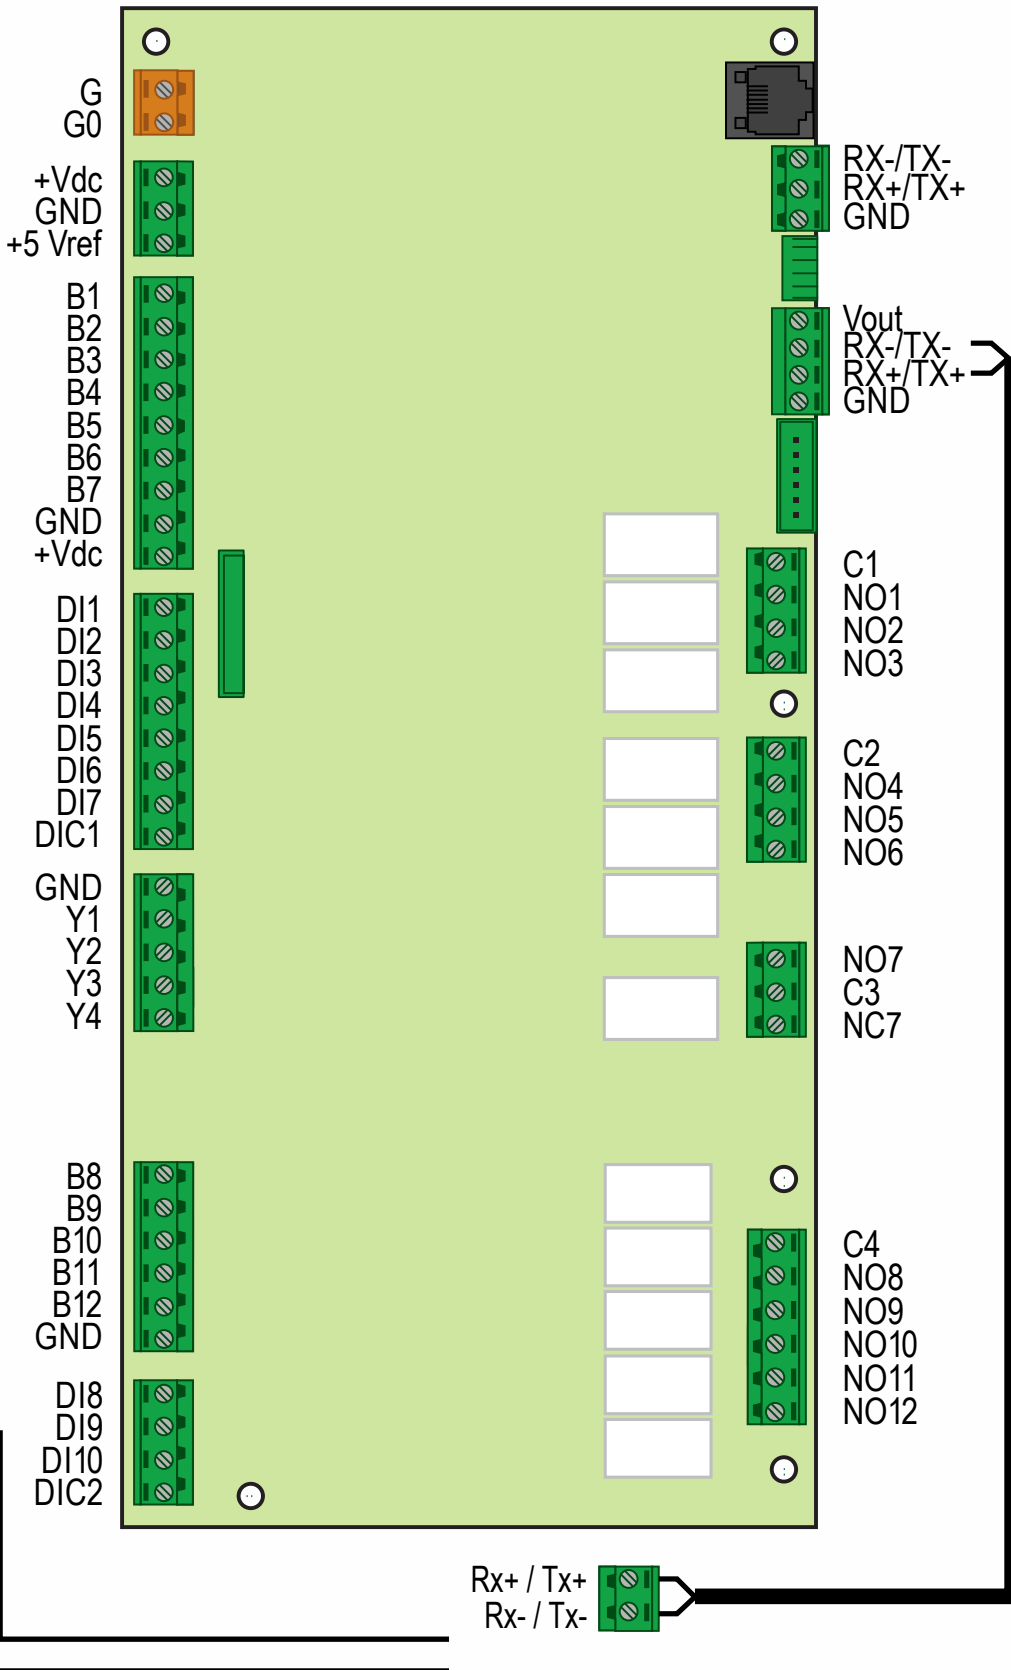 G
G0
+Vdc
GND
+5 Vref
B1
B2
B3
B4
B5
B6
B7
GND
+Vdc
DI1
DI2
DI3
DI4
DI5
DI6
DI7
DIC1
GND
Y1
Y2
Y3
Y4
B8
B9
B10
B11
B12
GND
DI8
DI9
DI10
DIC2
RX-/TX-
RX+/TX+
GND
Vout
RX-/TX-
RX+/TX+
GND
C1
NO1
NO2
NO3
C2
NO4
NO5
NO6
NO7
C3
NC7
C4
NO8
NO9
NO10
NO11
NO12
Rx+ / Tx+
Rx- / Tx-